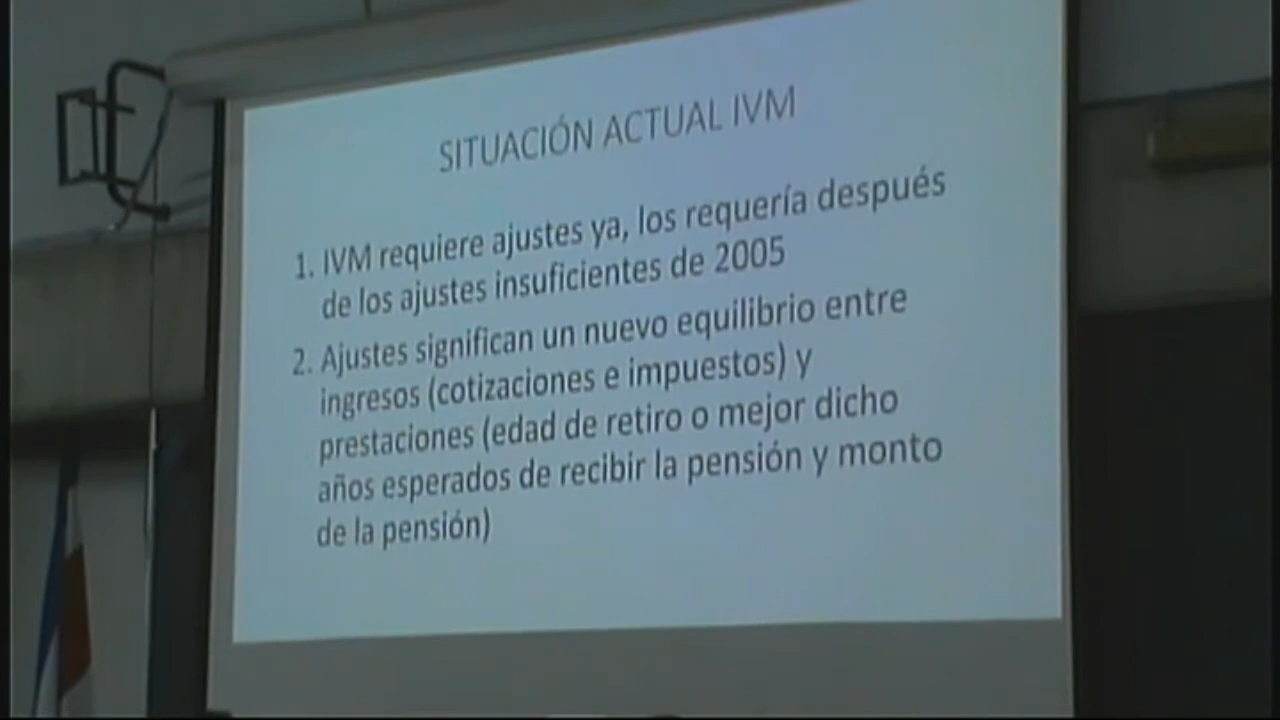 SITUACIÓN ACTUAL IVM
1. IVM requiere ajustes ya, los requería después
de los ajustes insuficientes de 2005
2. Ajustes significan un nuevo equilibrio entre
ingresos (cotizaciones e impuestos) y
prestaciones (edad de retiro o mejor dicho
años esperados de recibir la pensión y monto
de la pensión)